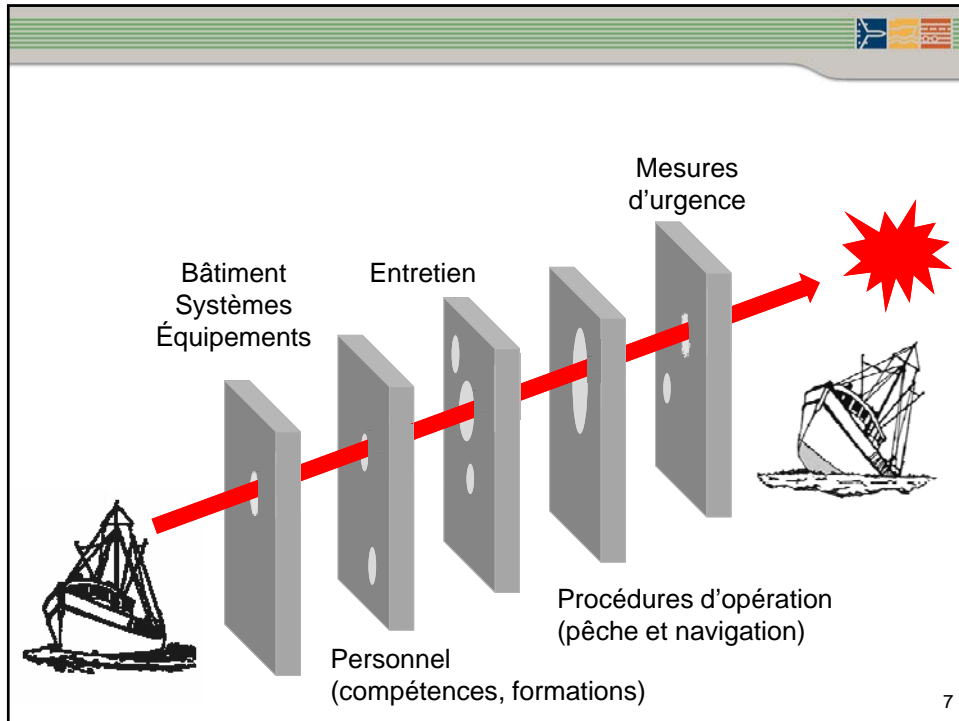 Mesures
d'urgence
Bâtiment
Systèmes
Équipements
Entretien
Procédures d'opération
(pêche et navigation)
Personnel
(compétences, formations)
7